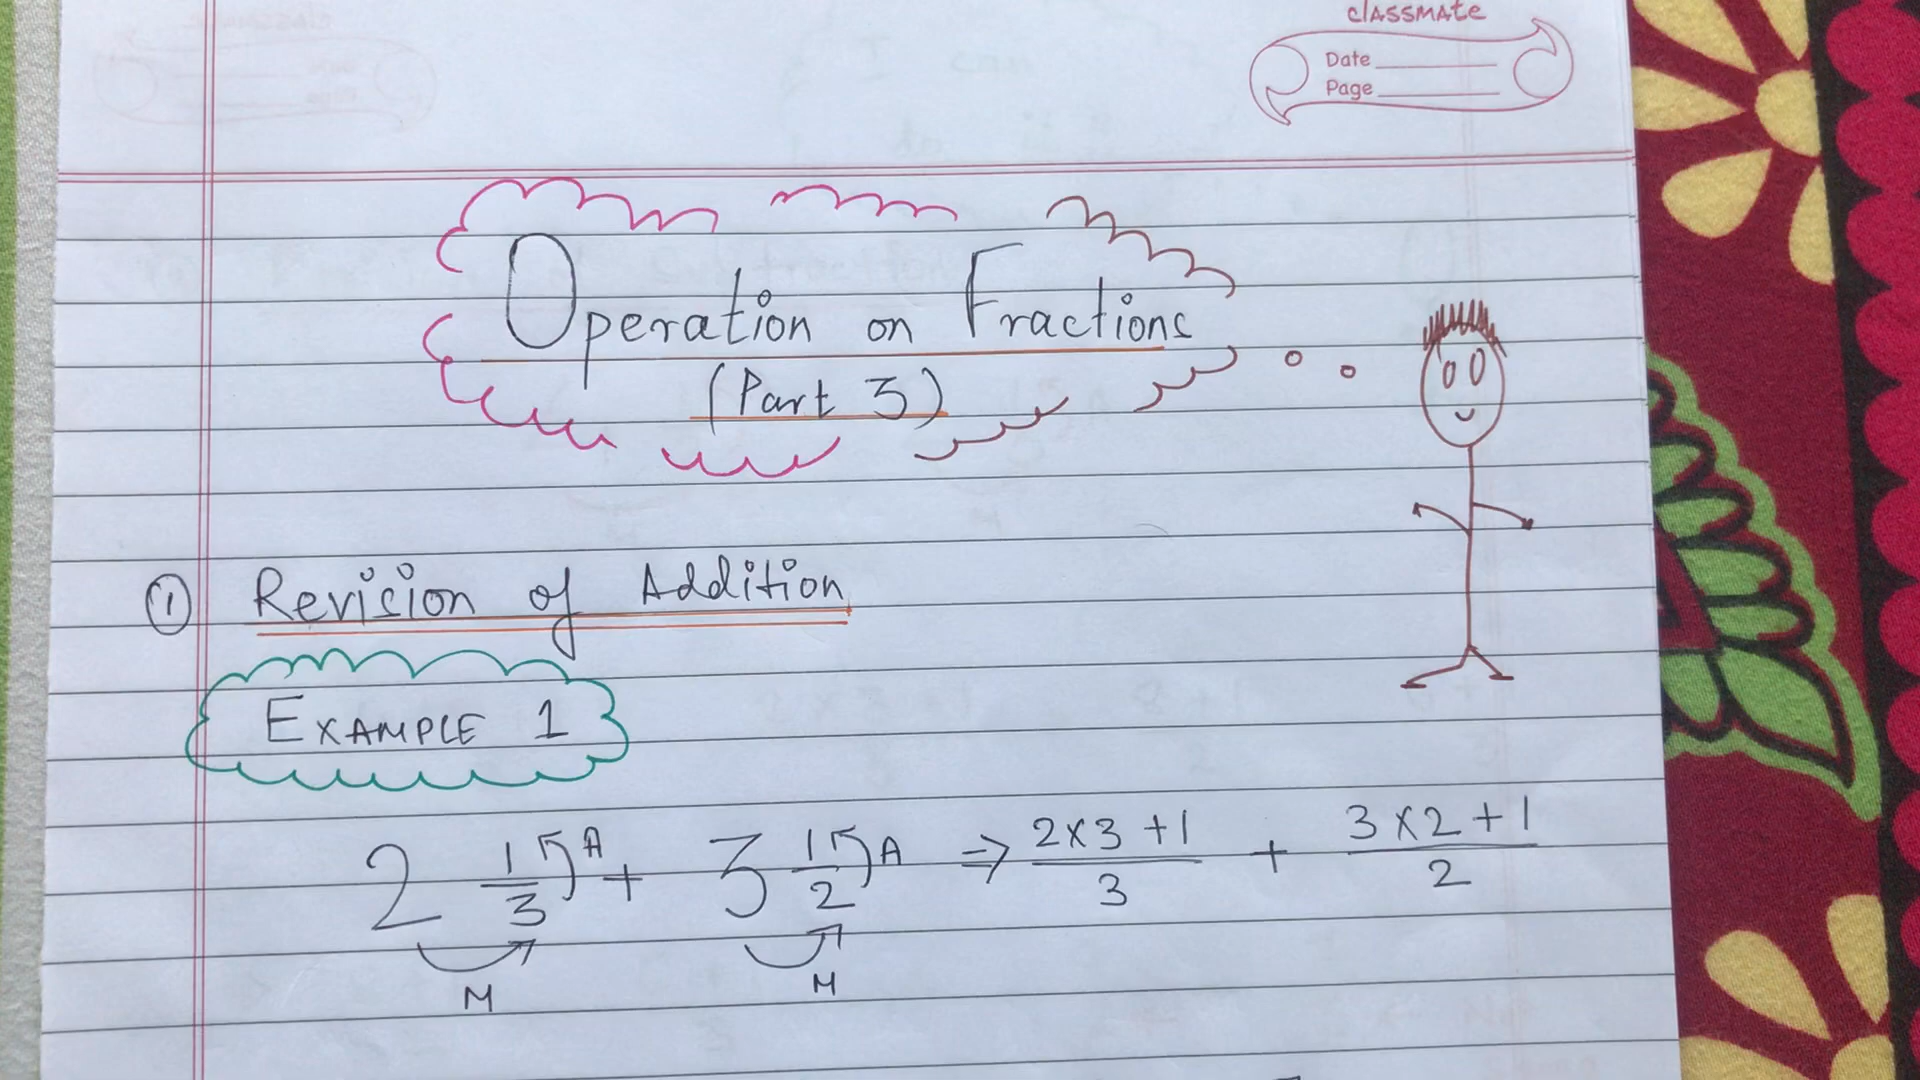 classmate
Date
Page
Operation on Fractions
(Part 3)
① Revision of Addition
EXAMPLE 1
2 1/3 A + 3 1/2 A ⇒ 2×3+1/3 + 3×2+1/2
M M